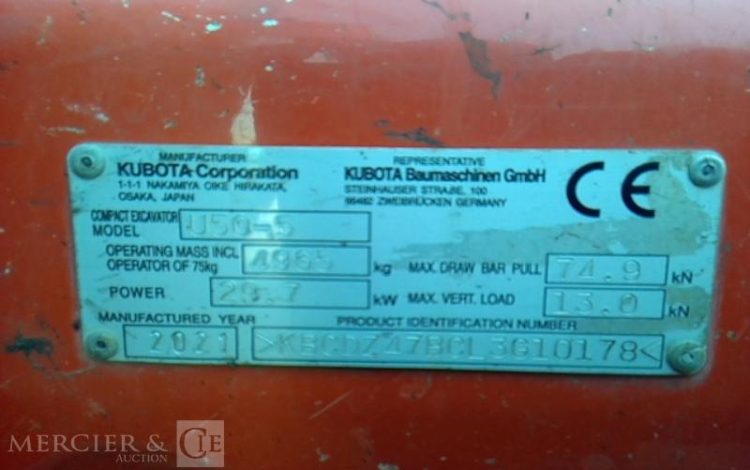 MANUFACTURER
KUBOTA Corporation
1-1-1 NAKAMIYA OIKE HIRAKATA,
OSAKA, JAPAN
REPRESENTATIVE
KUBOTA Baumaschinen GmbH
STEINHAUSER STRAßE, 100
66482 ZWEIBRÜCKEN GERMANY
CE
COMPACT EXCAVATOR
MODEL U50-5
OPERATING MASS INCL
OPERATOR OF 75kg 4965 kg
MAX. DRAW BAR PULL 74.9 kN
POWER 29.7 kW
MAX. VERT. LOAD 13.0 kN
MANUFACTURED YEAR
2021
PRODUCT IDENTIFICATION NUMBER
>KBCDZ47BCL3G10178<
MERCIER & CIE
AUCTION